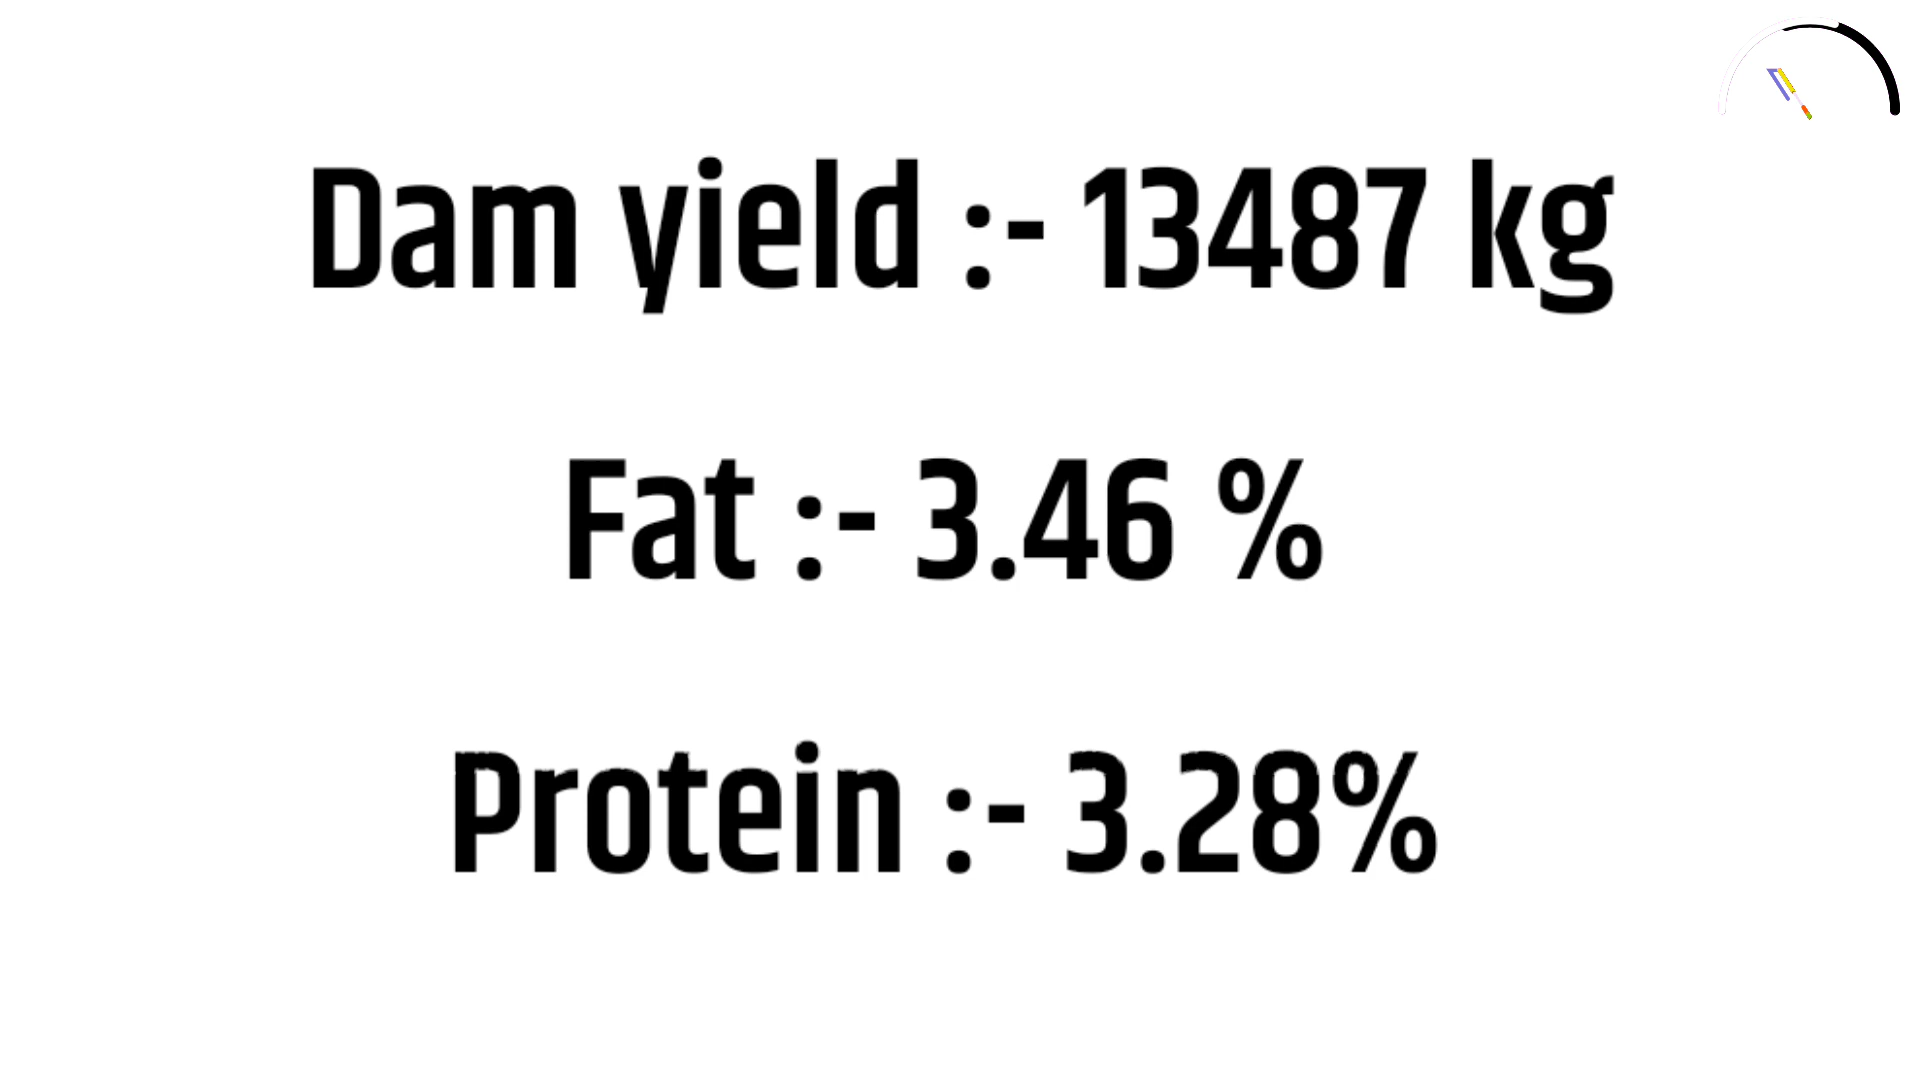 Dam yield :- 13487 kg
Fat :- 3.46 %
Protein :- 3.28%